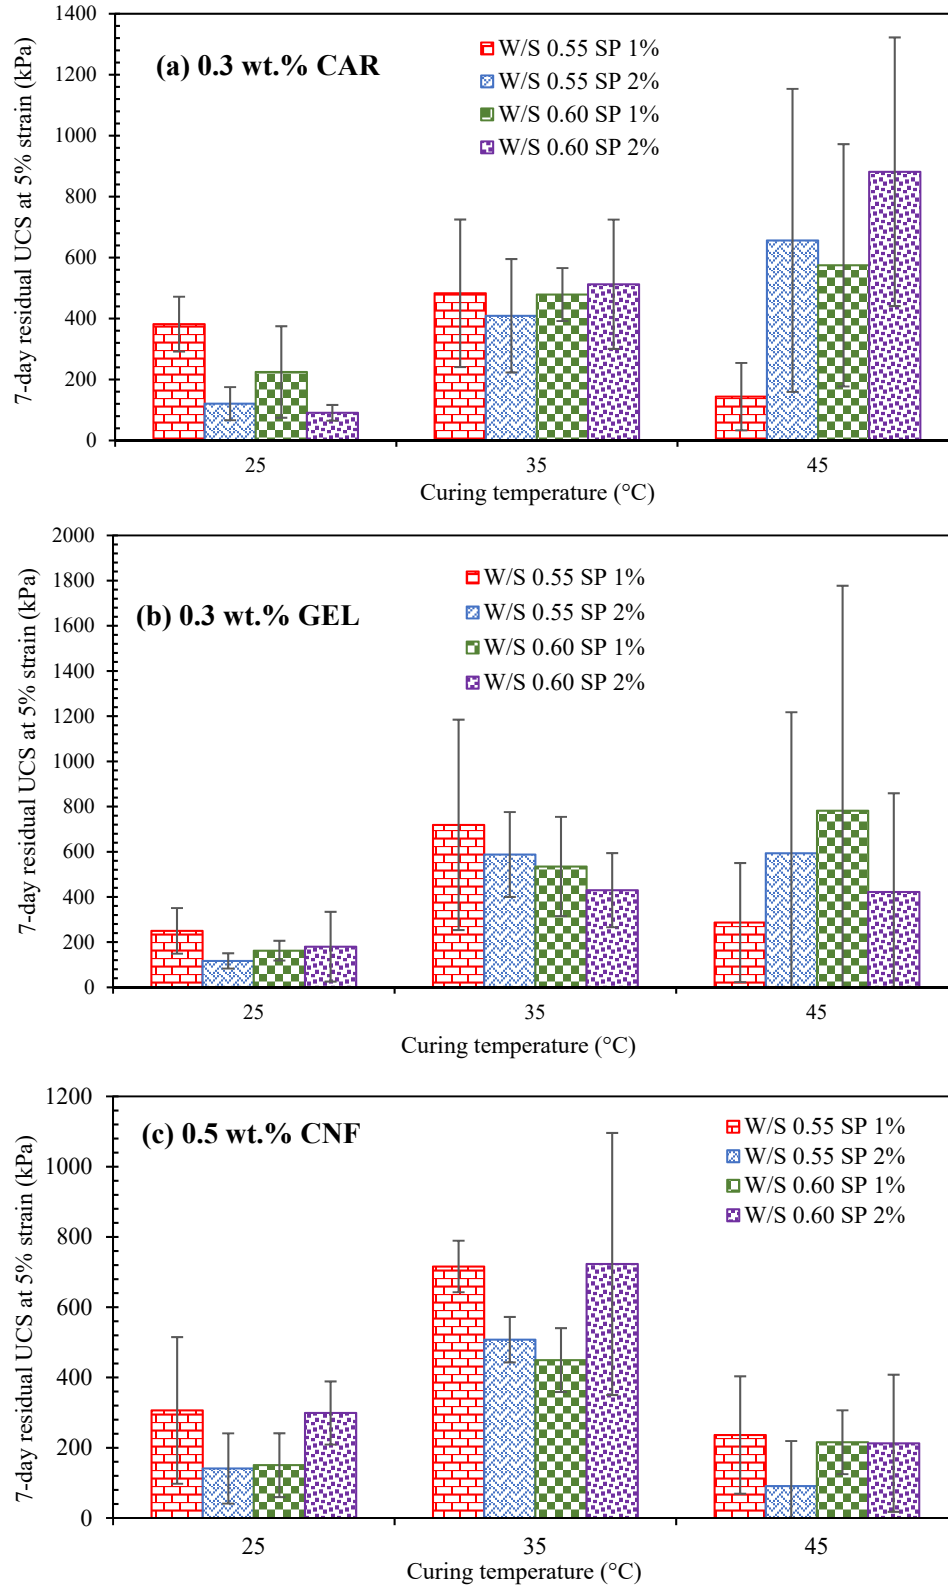 1400
1200
1000
800
600
400
200
0
7-day residual UCS at 5% strain (kPa)
(a) 0.3 wt.% CAR
W/S 0.55 SP 1%
W/S 0.55 SP 2%
W/S 0.60 SP 1%
W/S 0.60 SP 2%
25 35 45
Curing temperature (°C)
2000
1800
1600
1400
1200
1000
800
600
400
200
0
7-day residual UCS at 5% strain (kPa)
(b) 0.3 wt.% GEL
W/S 0.55 SP 1%
W/S 0.55 SP 2%
W/S 0.60 SP 1%
W/S 0.60 SP 2%
25 35 45
Curing temperature (°C)
1200
1000
800
600
400
200
0
7-day residual UCS at 5% strain (kPa)
(c) 0.5 wt.% CNF
W/S 0.55 SP 1%
W/S 0.55 SP 2%
W/S 0.60 SP 1%
W/S 0.60 SP 2%
25 35 45
Curing temperature (°C)